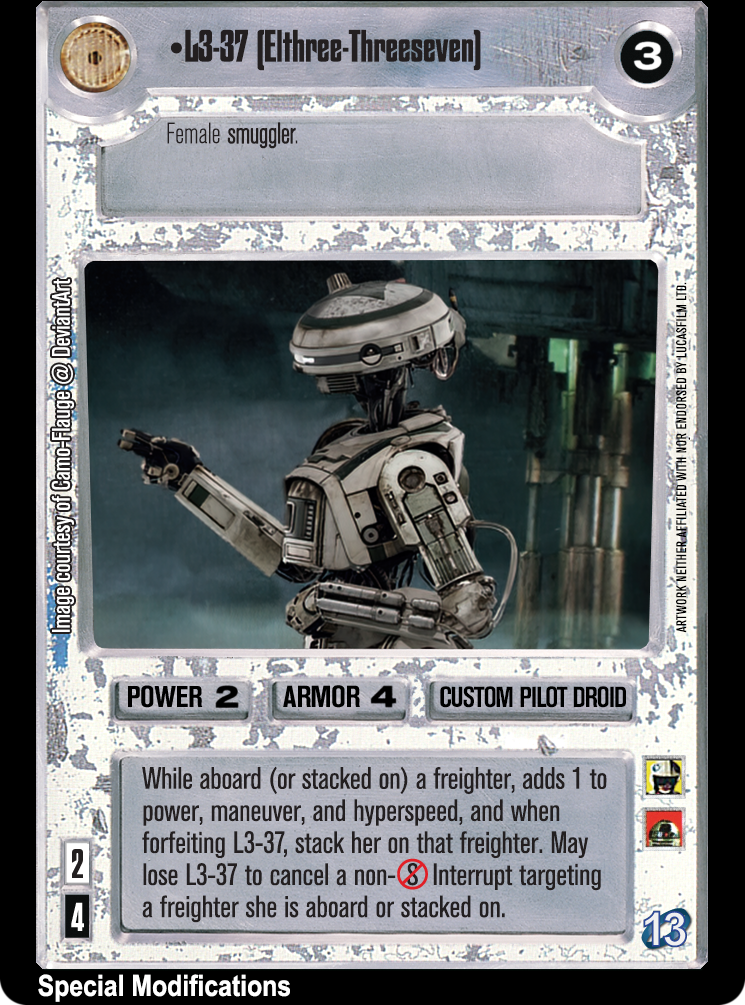 •L3-37 (Elthree-Threeseven)
3
Female smuggler.
Image courtesy of Camo-Flauge @ DeviantArt
ARTWORK NEITHER AFFILIATED WITH NOR ENDORSED BY LUCASFILM LTD.
POWER 2
ARMOR 4
CUSTOM PILOT DROID
While aboard (or stacked on) a freighter, adds 1 to
power, maneuver, and hyperspeed, and when
forfeiting L3-37, stack her on that freighter. May
lose L3-37 to cancel a non-8 Interrupt targeting
a freighter she is aboard or stacked on.
2
4
13
Special Modifications